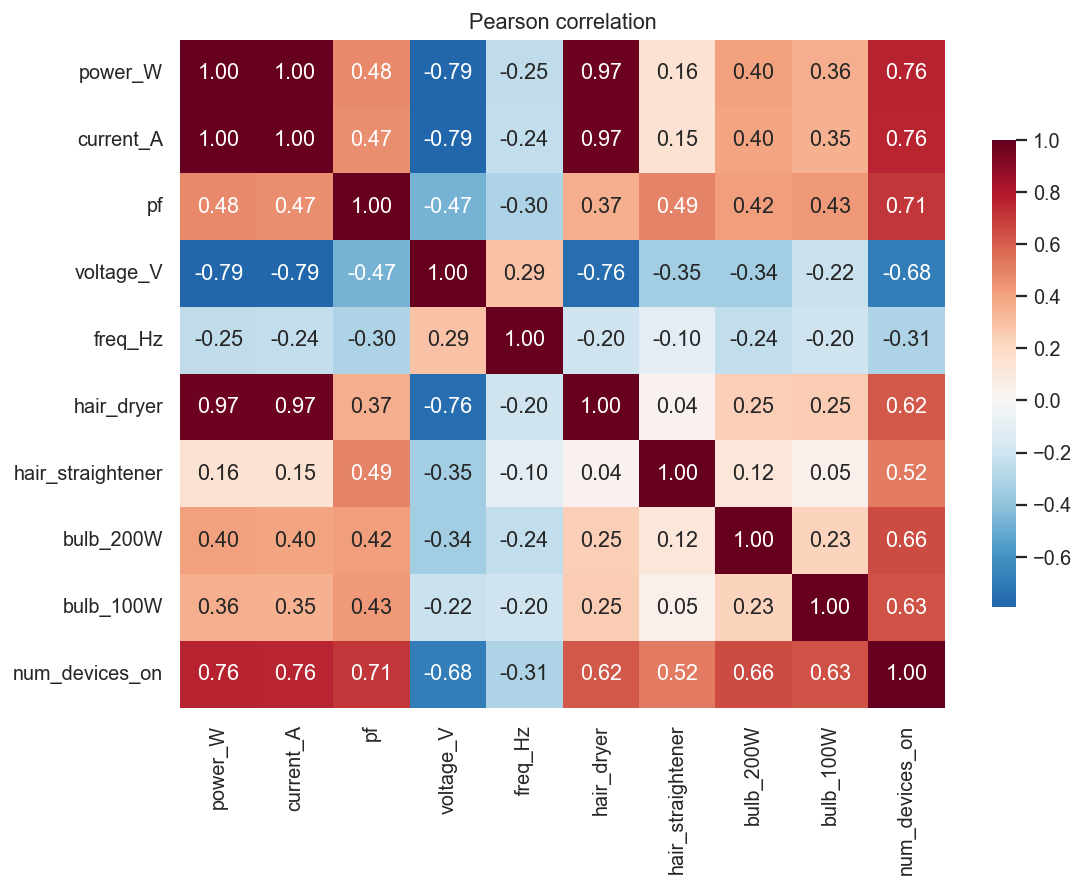 Pearson correlation
power_W 1.00 1.00 0.48 -0.79 -0.25 0.97 0.16 0.40 0.36 0.76
current_A 1.00 1.00 0.47 -0.79 -0.24 0.97 0.15 0.40 0.35 0.76
pf 0.48 0.47 1.00 -0.47 -0.30 0.37 0.49 0.42 0.43 0.71
voltage_V -0.79 -0.79 -0.47 1.00 0.29 -0.76 -0.35 -0.34 -0.22 -0.68
freq_Hz -0.25 -0.24 -0.30 0.29 1.00 -0.20 -0.10 -0.24 -0.20 -0.31
hair_dryer 0.97 0.97 0.37 -0.76 -0.20 1.00 0.04 0.25 0.25 0.62
hair_straightener 0.16 0.15 0.49 -0.35 -0.10 0.04 1.00 0.12 0.05 0.52
bulb_200W 0.40 0.40 0.42 -0.34 -0.24 0.25 0.12 1.00 0.23 0.66
bulb_100W 0.36 0.35 0.43 -0.22 -0.20 0.25 0.05 0.23 1.00 0.63
num_devices_on 0.76 0.76 0.71 -0.68 -0.31 0.62 0.52 0.66 0.63 1.00
power_W
current_A
pf
voltage_V
freq_Hz
hair_dryer
hair_straightener
bulb_200W
bulb_100W
num_devices_on
1.0
0.8
0.6
0.4
0.2
0.0
−0.2
−0.4
−0.6